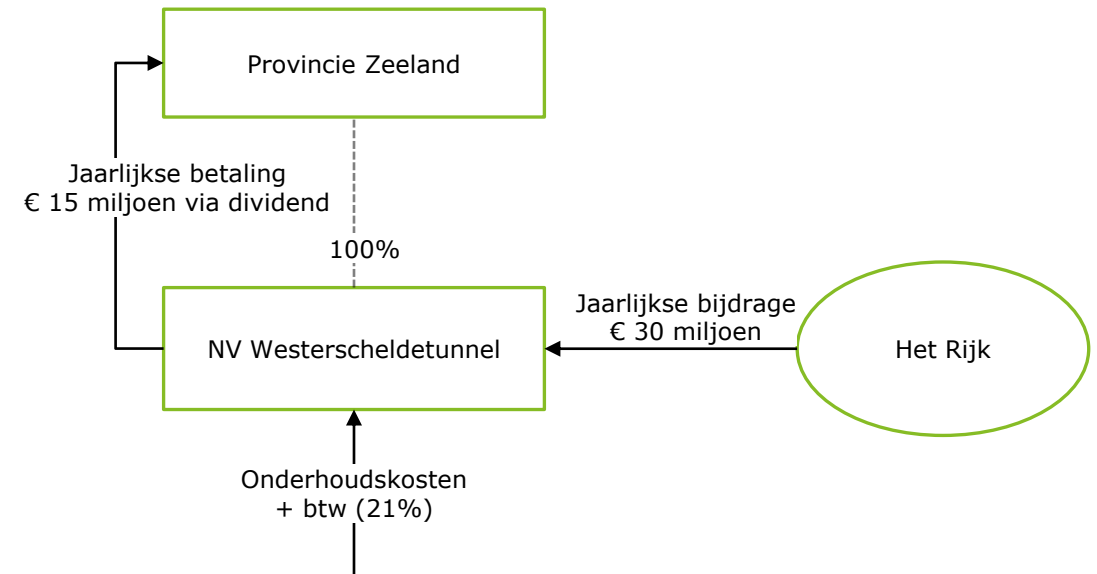 Provincie Zeeland
Jaarlijkse betaling
€ 15 miljoen via dividend
100%
Jaarlijkse bijdrage
€ 30 miljoen
NV Westerscheldetunnel
Het Rijk
Onderhoudskosten
+ btw (21%)